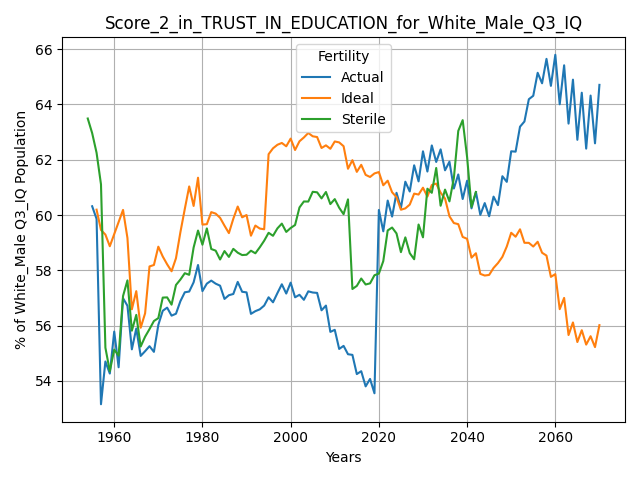 Score_2_in_TRUST_IN_EDUCATION_for_White_Male_Q3_IQ
Fertility
Actual
Ideal
Sterile
% of White_Male Q3_IQ Population
66
64
62
60
58
56
54
1960
1980
2000
2020
2040
2060
Years